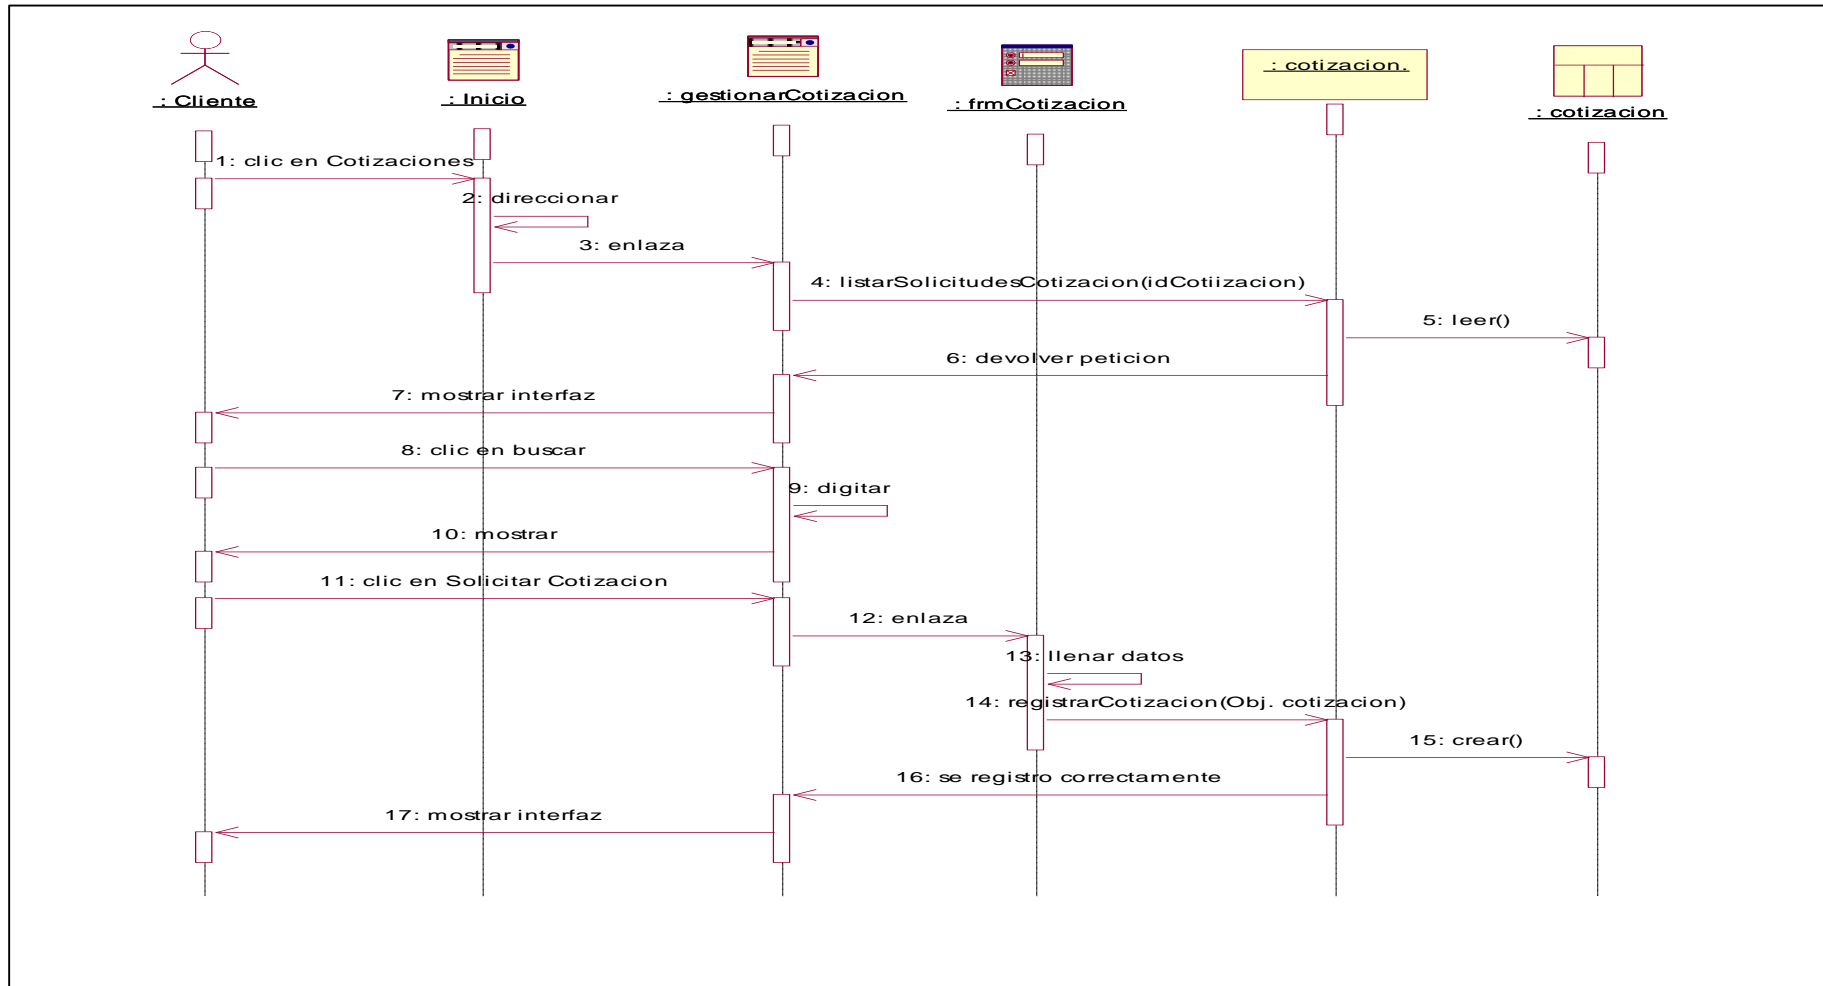 : Cliente
: Inicio
: gestionarCotizacion
: frmCotizacion
: cotizacion.
: cotizacion
1: clic en Cotizaciones
2: direccionar
3: enlaza
4: listarSolicitudesCotizacion(idCotiizacion)
5: leer()
6: devolver peticion
7: mostrar interfaz
8: clic en buscar
9: digitar
10: mostrar
11: clic en Solicitar Cotizacion
12: enlaza
13: llenar datos
14: registrarCotizacion(Obj. cotizacion)
15: crear()
16: se registro correctamente
17: mostrar interfaz